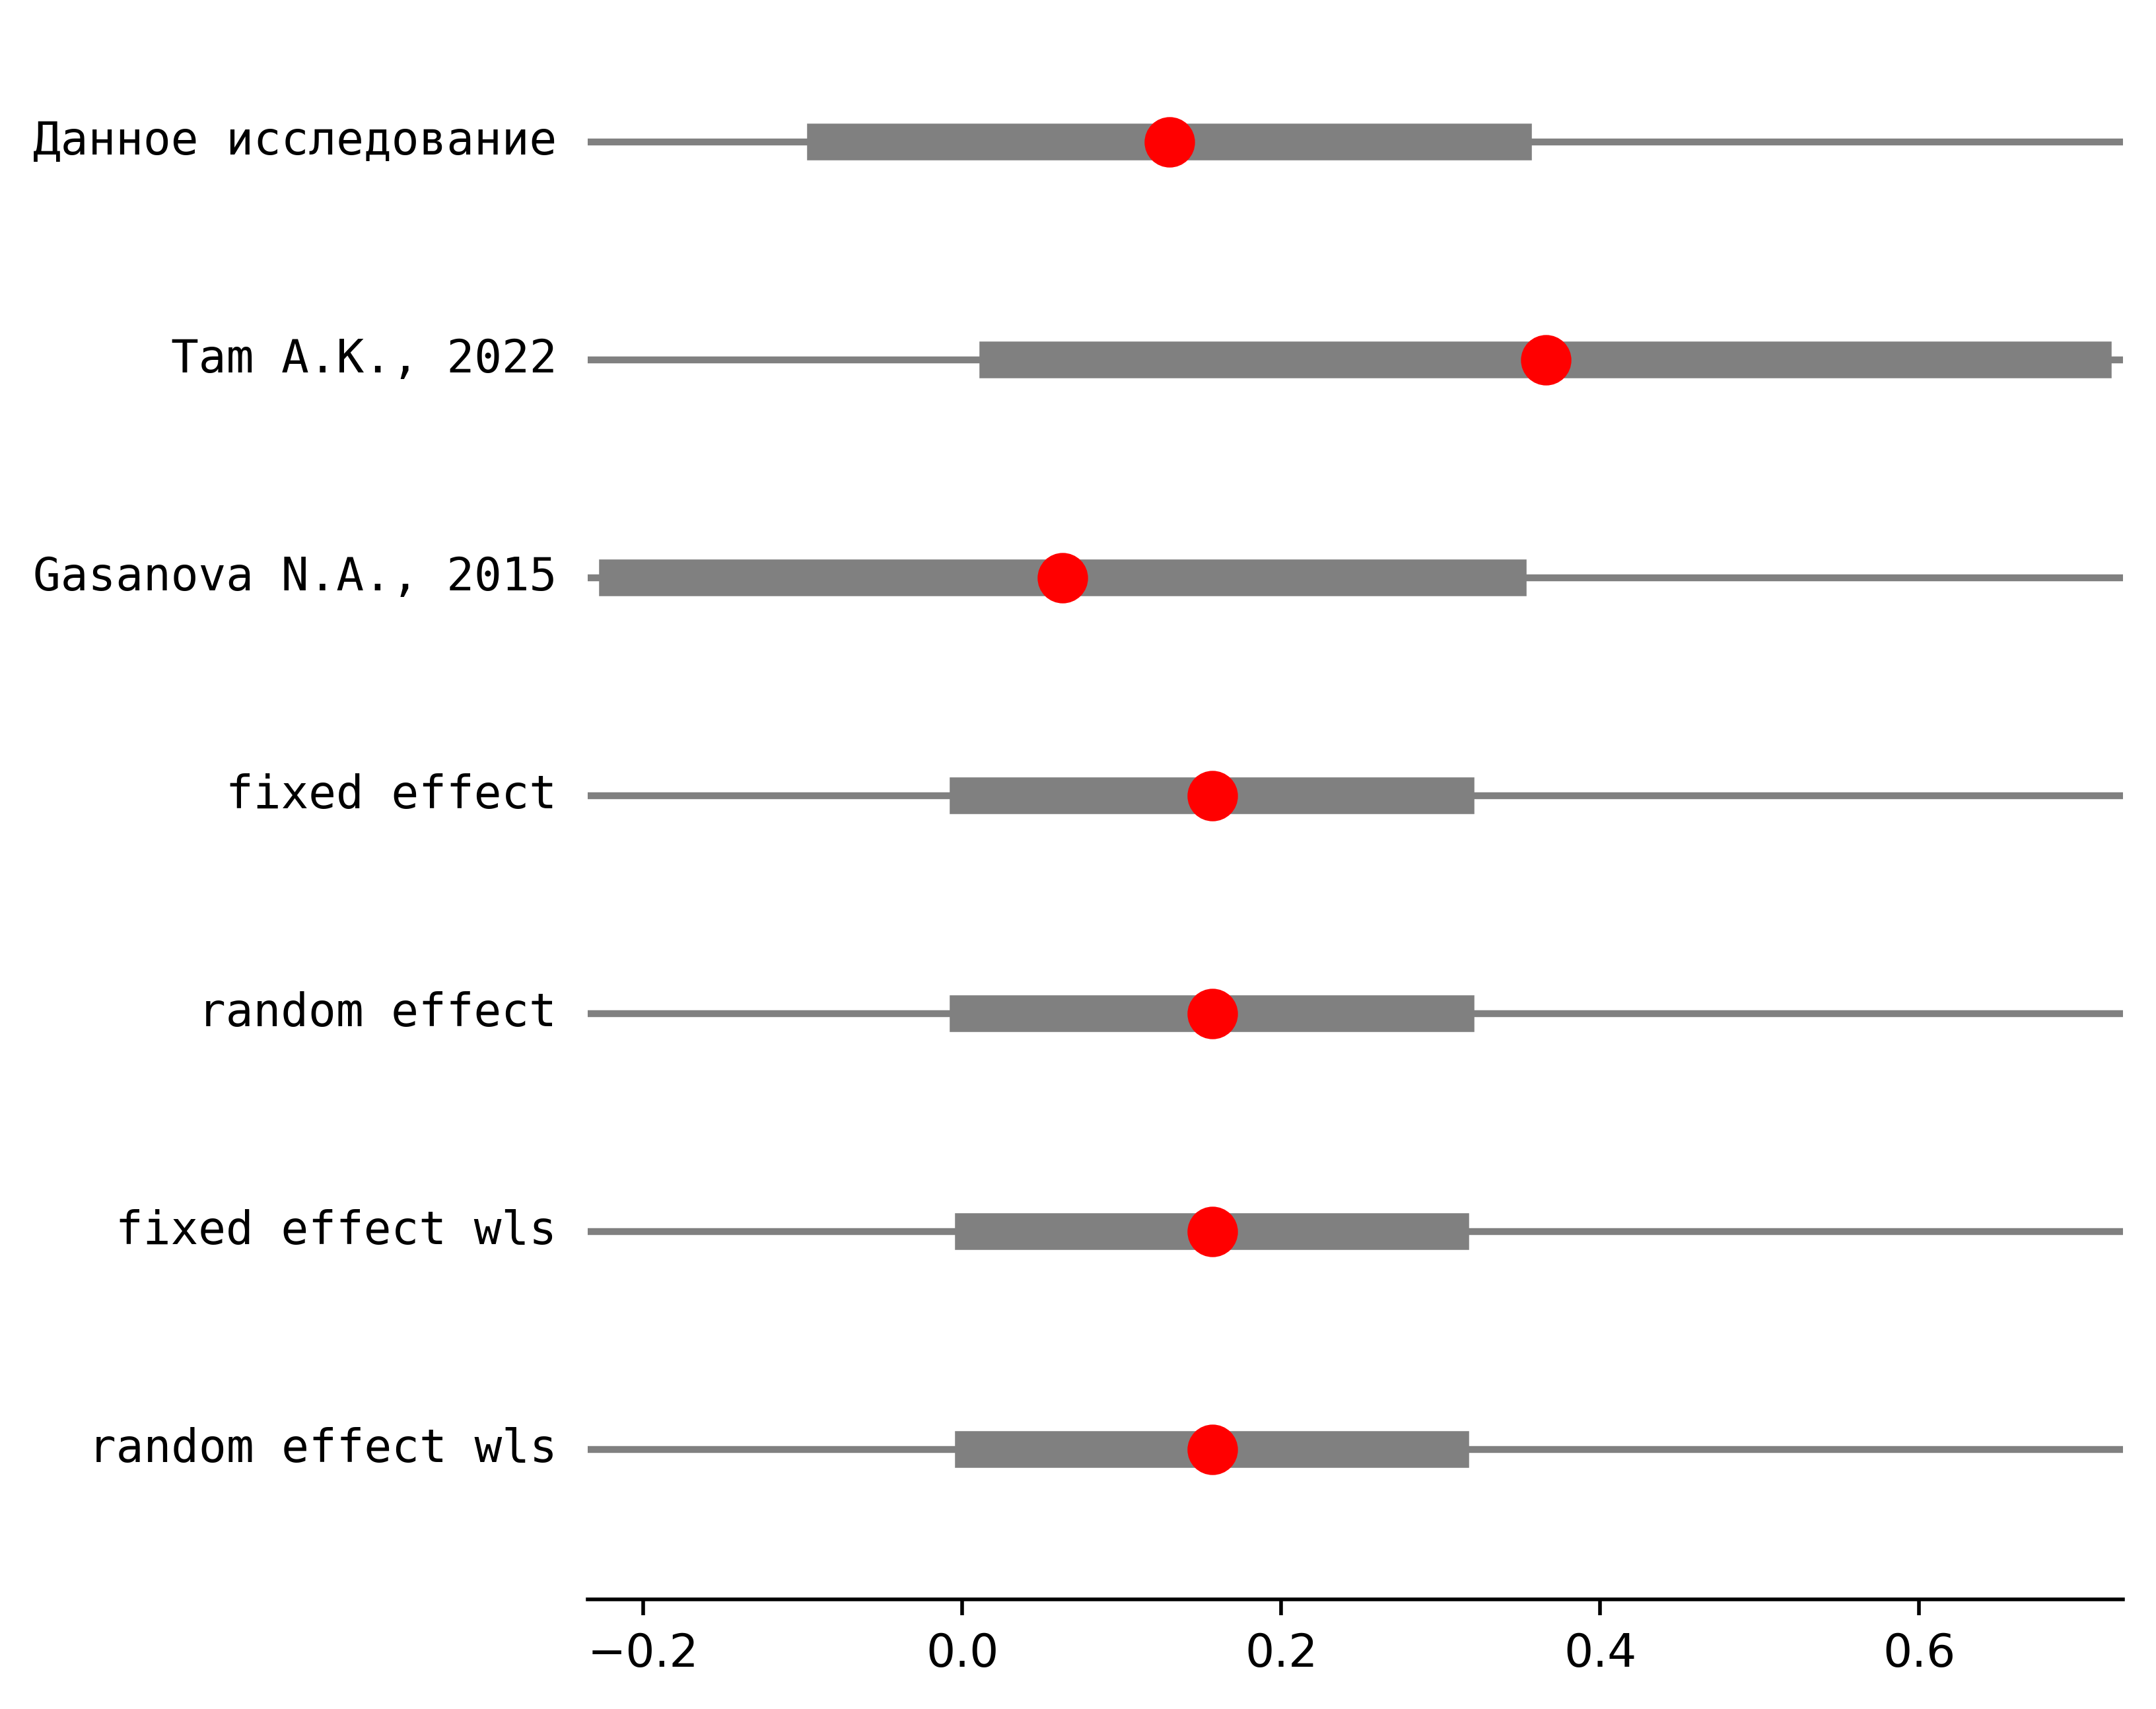 Данное исследование
Tam A.K., 2022
Gasanova N.A., 2015
fixed effect
random effect
fixed effect wls
random effect wls
−0.2 0.0 0.2 0.4 0.6